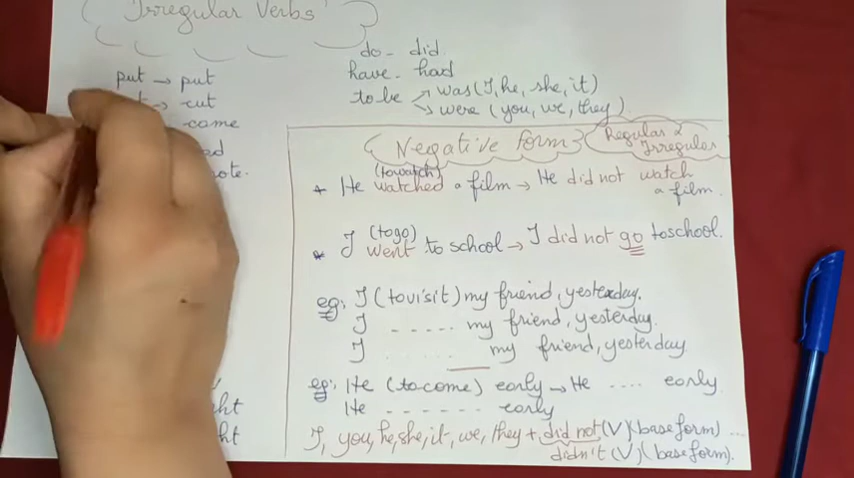 Irregular Verbs
do - did
have - had
to be → was (I, he, she, it)
→ were (you, we, they)
put → put
→ cut
come
Negative form
Regular &
Irregular
(to watch)
* He watched a film → He did not watch
a film.
(to go)
* I went to school → I did not go to school.
eg: I (to visit) my friend, yesterday.
I ..... my friend, yesterday.
I ..... my friend, yesterday.
eg: He (to come) early → He .... early
He ....... early
I, you, he, she, it, we, they + did not (V) (base form) ...
didn't (V) (base form).